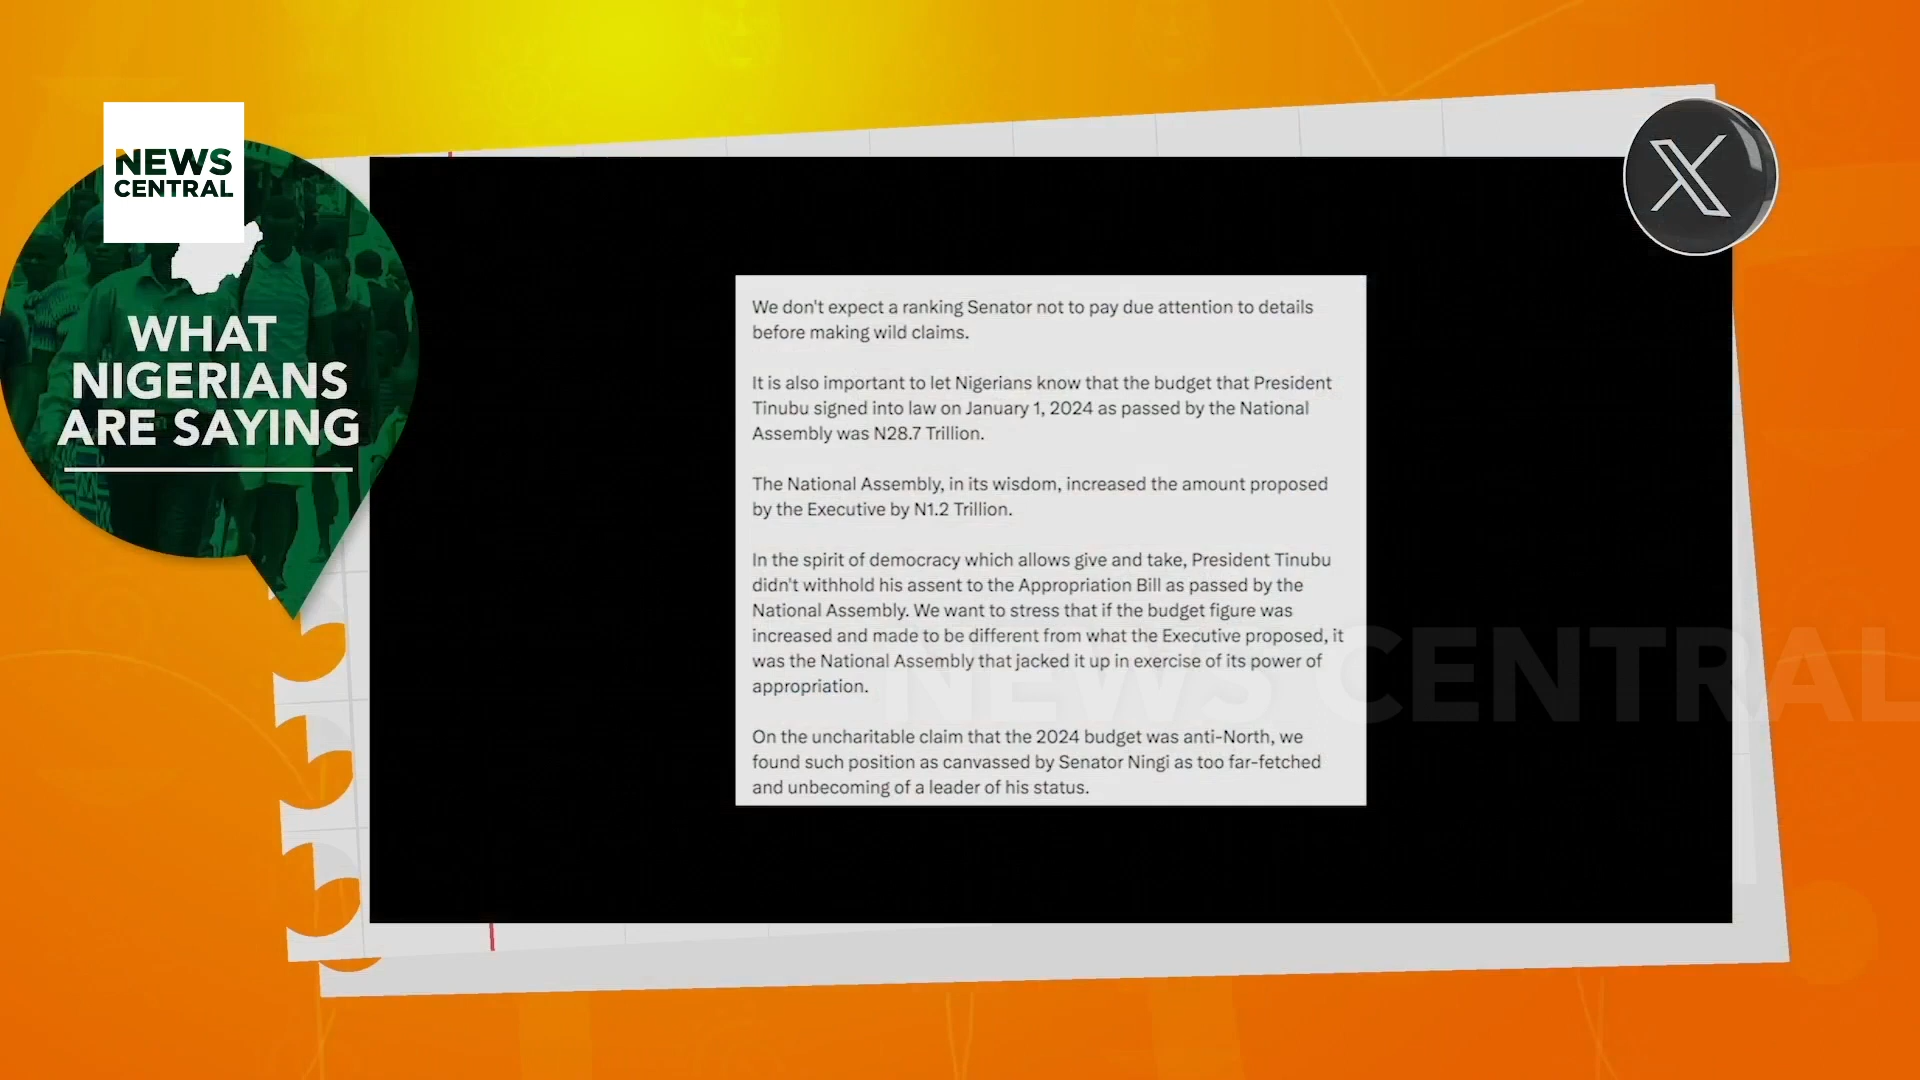 NEWS
CENTRAL
WHAT
NIGERIANS
ARE SAYING
X
We don't expect a ranking Senator not to pay due attention to details
before making wild claims.
It is also important to let Nigerians know that the budget that President
Tinubu signed into law on January 1, 2024 as passed by the National
Assembly was N28.7 Trillion.
The National Assembly, in its wisdom, increased the amount proposed
by the Executive by N1.2 Trillion.
In the spirit of democracy which allows give and take, President Tinubu
didn't withhold his assent to the Appropriation Bill as passed by the
National Assembly. We want to stress that if the budget figure was
increased and made to be different from what the Executive proposed, it
was the National Assembly that jacked it up in exercise of its power of
appropriation.
On the uncharitable claim that the 2024 budget was anti-North, we
found such position as canvassed by Senator Ningi as too far-fetched
and unbecoming of a leader of his status.
NEWS CENTRAL